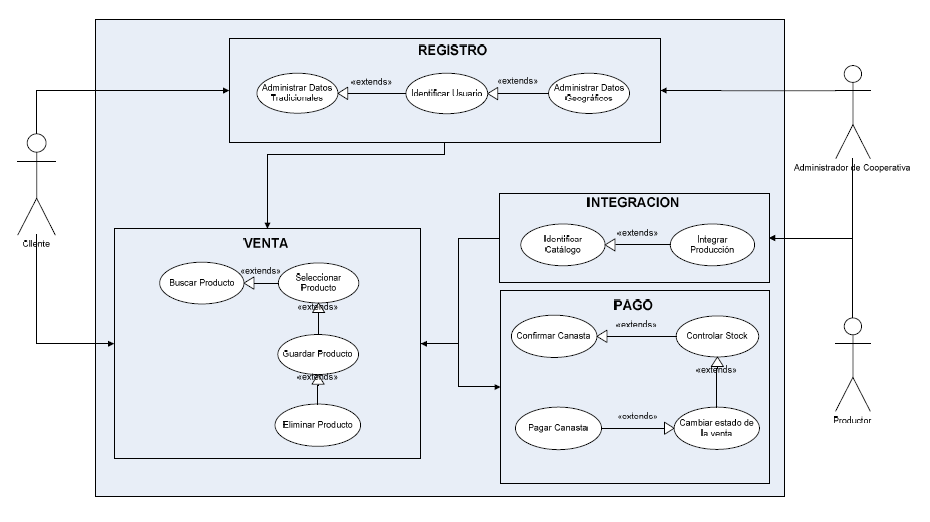 REGISTRO
Administrar Datos
Tradicionales
«extends»
Identificar Usuario
«extends»
Administrar Datos
Geográficos
Cliente
Administrador de Cooperativa
VENTA
Buscar Producto
«extends»
Seleccionar
Producto
«extends»
Guardar Producto
«extends»
Eliminar Producto
INTEGRACION
Identificar
Catálogo
«extends»
Integrar
Producción
PAGO
Confirmar Canasta
«extends»
Controlar Stock
«extends»
Pagar Canasta
«extends»
Cambiar estado de
la venta
Productor